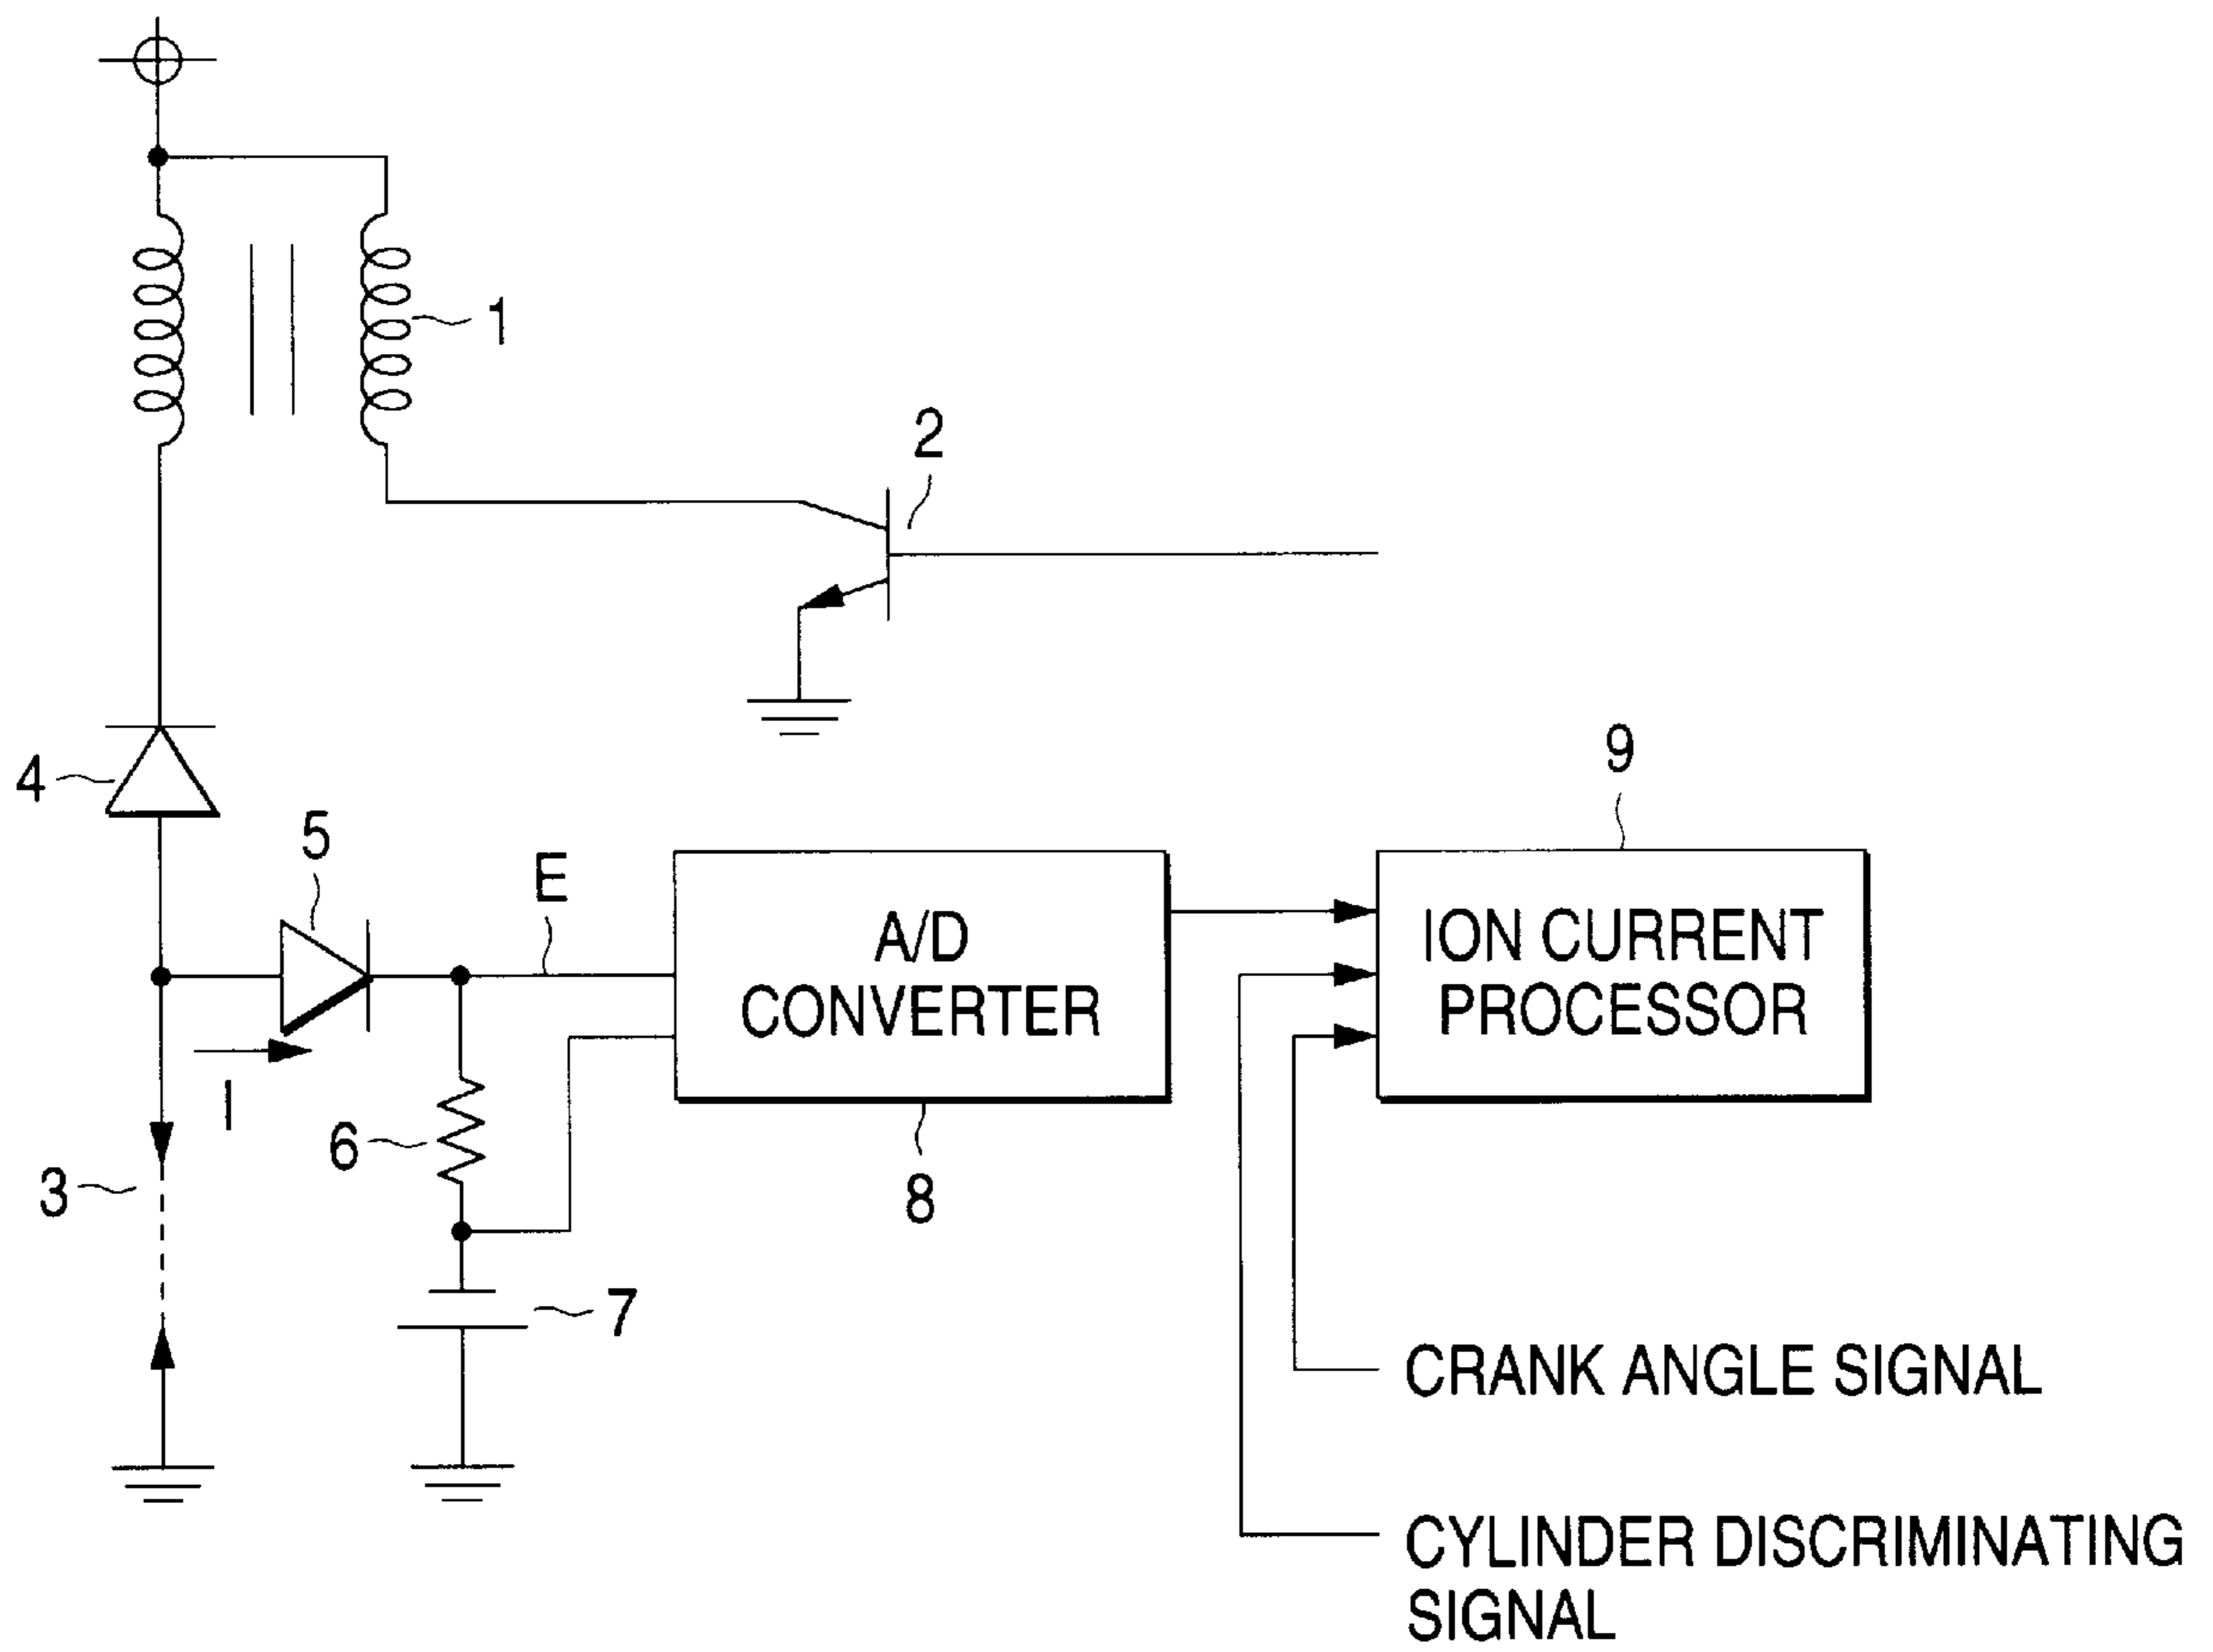 1
2
4
9
5
E
A/D
CONVERTER
ION CURRENT
PROCESSOR
I
6
3
8
7
CRANK ANGLE SIGNAL
CYLINDER DISCRIMINATING
SIGNAL